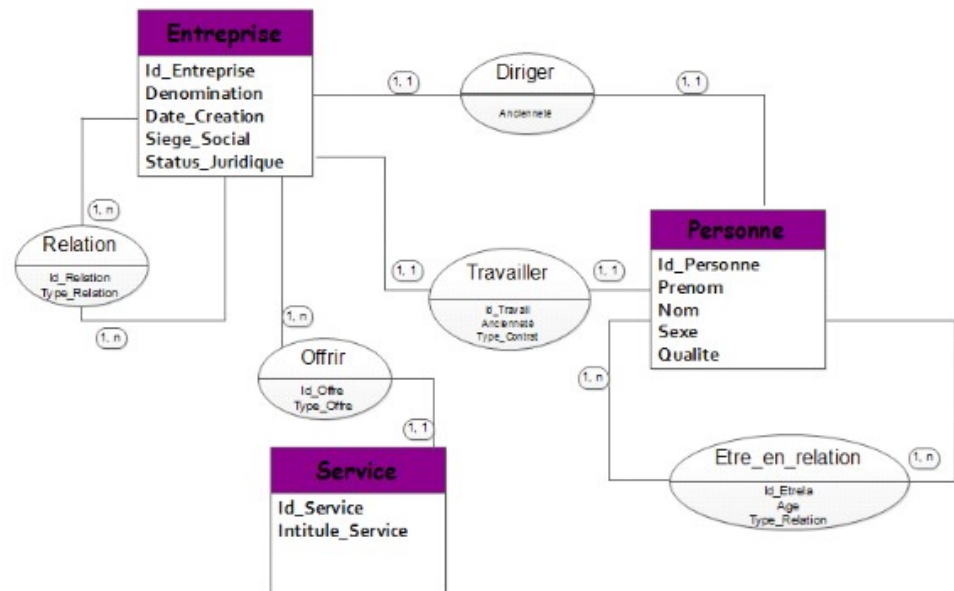 Entreprise
Id_Entreprise
Denomination
Date_Creation
Siege_Social
Status_Juridique
1, 1
Diriger
Ancienneté
1, 1
1, n
Relation
Id_Relation
Type_Relation
1, n
1, 1
Travailler
Id_Travail
Ancienneté
Type_Contrat
1, 1
Personne
Id_Personne
Prenom
Nom
Sexe
Qualite
1, n
Offrir
Id_Offre
Type_Offre
1, 1
Service
Id_Service
Intitule_Service
1, n
Etre_en_relation
Id_Etrela
Age
Type_Relation
1, n